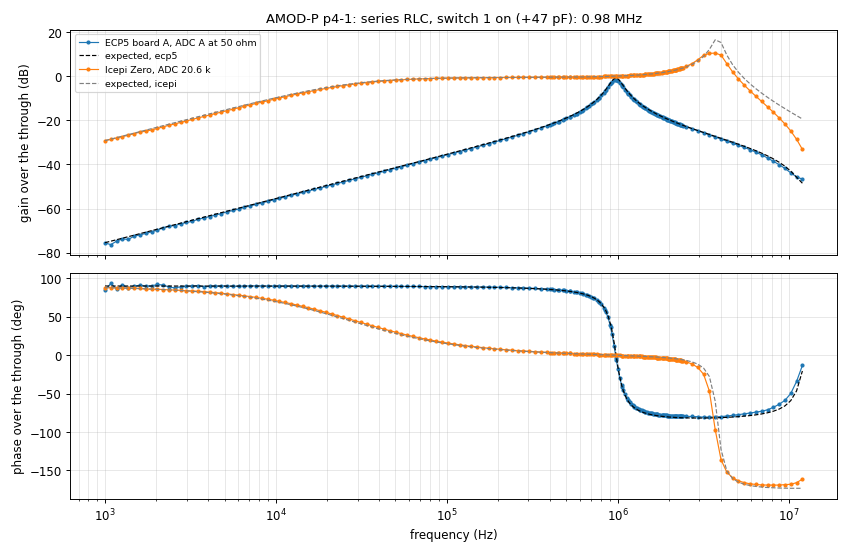 AMOD-P p4-1: series RLC, switch 1 on (+47 pF): 0.98 MHz
ECP5 board A, ADC A at 50 ohm
expected, ecp5
Icepi Zero, ADC 20.6 k
expected, icepi
gain over the through (dB)
20
0
−20
−40
−60
−80
phase over the through (deg)
100
50
0
−50
−100
−150
10³
10⁴
10⁵
10⁶
10⁷
frequency (Hz)